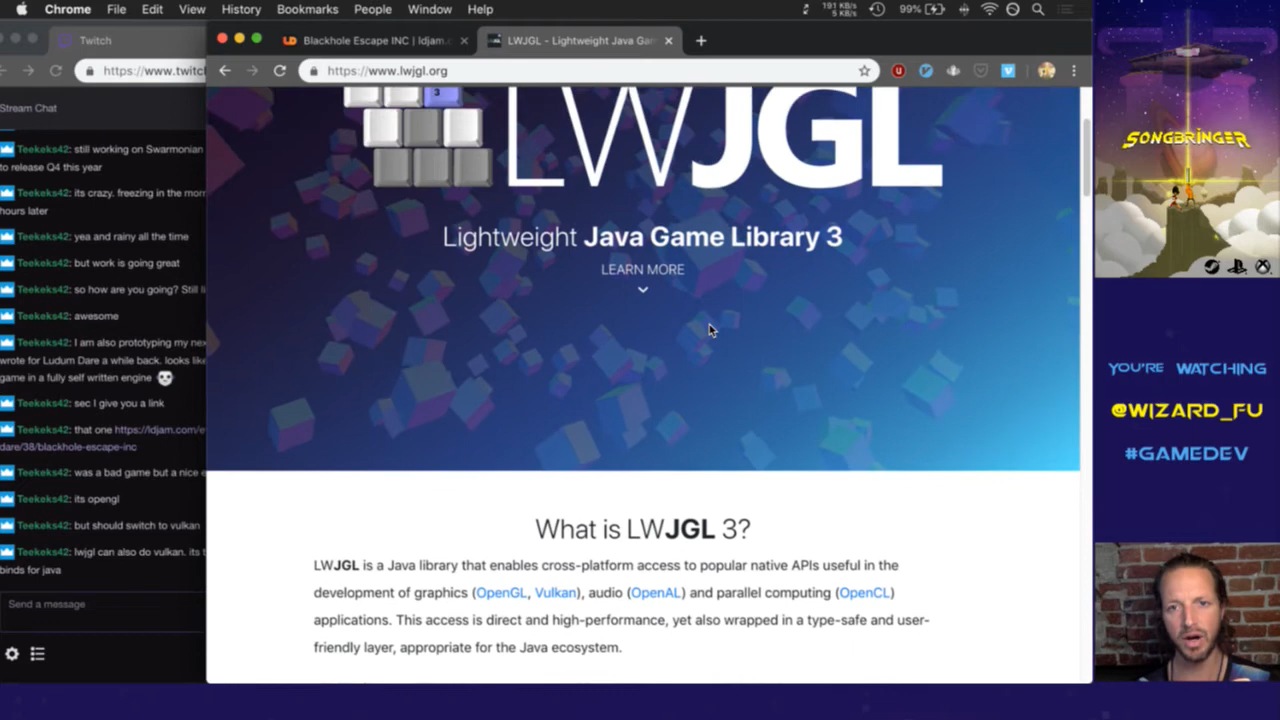 Chrome File Edit View History Bookmarks People Window Help
191 KB/s
5 KB/s
99%
Twitch
https://www.twitcl
Blackhole Escape INC | ldjam.c
LWJGL - Lightweight Java Gam
https://www.lwjgl.org
Stream Chat
Teekeks42: still working on Swarmonian
to release Q4 this year
Teekeks42: its crazy. freezing in the morn
hours later
Teekeks42: yea and rainy all the time
Teekeks42: but work is going great
Teekeks42: so how are you going? Still li
Teekeks42: awesome
Teekeks42: I am also prototyping my nex
wrote for Ludum Dare a while back. looks like
game in a fully self written engine
Teekeks42: sec I give you a link
Teekeks42: that one https://ldjam.com/e
dare/38/blackhole-escape-inc
Teekeks42: was a bad game but a nice e
Teekeks42: its opengl
Teekeks42: but should switch to vulkan
Teekeks42: lwjgl can also do vulkan. its t
binds for java
Send a message
3
LWJGL
Lightweight Java Game Library 3
LEARN MORE
What is LWJGL 3?
LWJGL is a Java library that enables cross-platform access to popular native APIs useful in the
development of graphics (OpenGL, Vulkan), audio (OpenAL) and parallel computing (OpenCL)
applications. This access is direct and high-performance, yet also wrapped in a type-safe and user-
friendly layer, appropriate for the Java ecosystem.
SONGBRINGER
YOU'RE WATCHING
@WIZARD_FU
#GAMEDEV